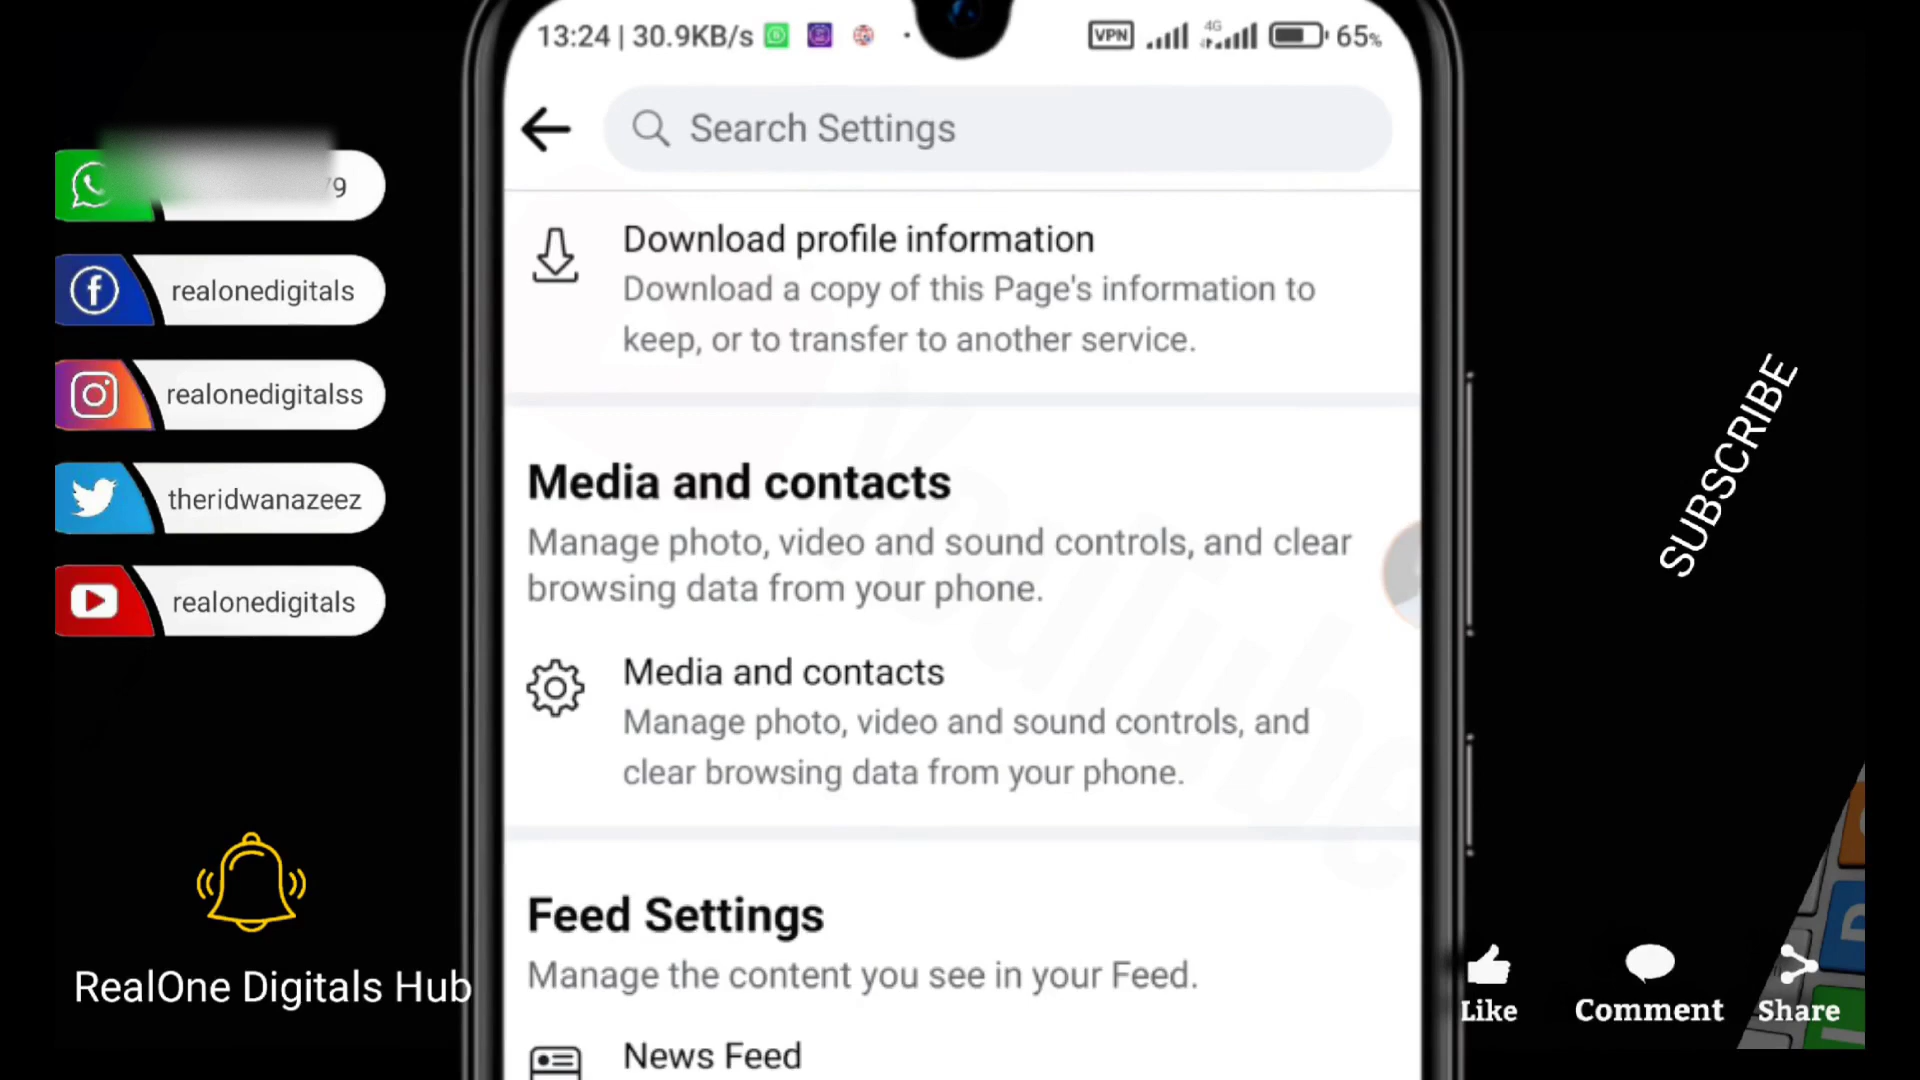 13:24 | 30.9KB/s
VPN
4G
65%
Search Settings
9
realonedigitals
realonedigitalss
theridwanazeez
realonedigitals
Download profile information
Download a copy of this Page's information to
keep, or to transfer to another service.
Media and contacts
Manage photo, video and sound controls, and clear
browsing data from your phone.
Media and contacts
Manage photo, video and sound controls, and
clear browsing data from your phone.
Feed Settings
Manage the content you see in your Feed.
News Feed
YouTube
SUBSCRIBE
RealOne Digitals Hub
Like
Comment
Share